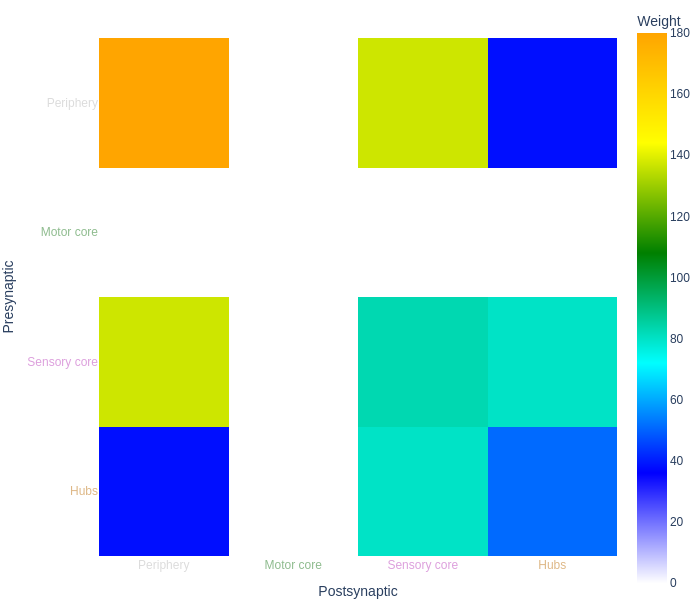 Weight
180
160
140
120
100
80
60
40
20
0
Presynaptic
Periphery
Motor core
Sensory core
Hubs
Periphery Motor core Sensory core Hubs
Postsynaptic